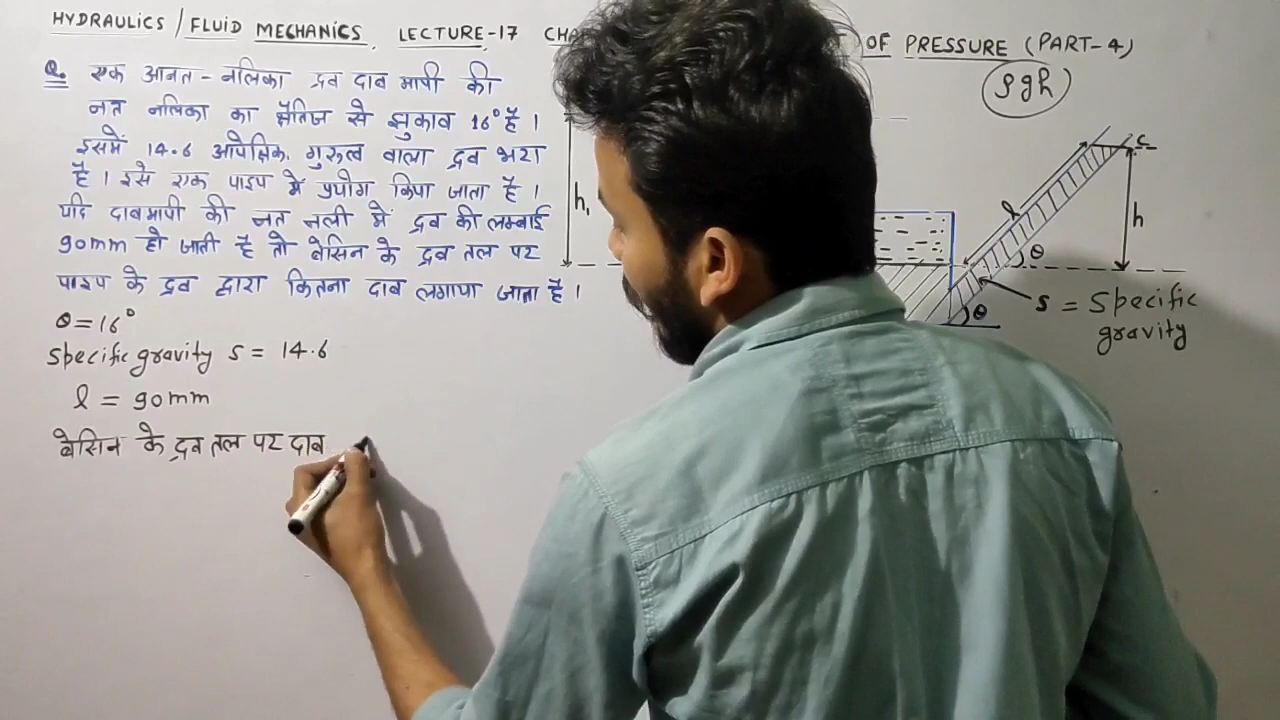 HYDRAULICS / FLUID MECHANICS, LECTURE-17 OF PRESSURE (PART-4)
Q. एक आनत - नलिका द्रव दाब मापी की
नत नलिका का क्षैतिज से झुकाव 16° है ।
इसमें 14.6 आपेक्षिक गुरुत्व वाला द्रव भरा
है । इसे एक पाइप में प्रयोग किया जाता है ।
यदि दाबमापी की नत नली में द्रव की लम्बाई
90mm हो जाती है तो बेसिन के द्रव तल पर
पाइप के द्रव द्वारा कितना दाब लगाया जाता है ।
θ = 16°
Specific gravity S = 14.6
l = 90mm
बेसिन के द्रव तल पर दाब
ρgh
h₁
l
θ
c
h
θ
S = Specific
gravity